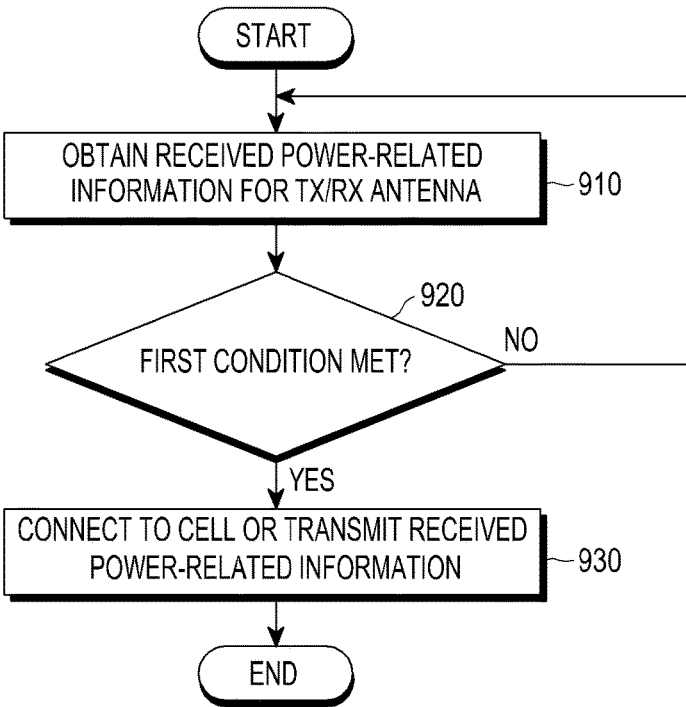 START
OBTAIN RECEIVED POWER-RELATED
INFORMATION FOR TX/RX ANTENNA
910
920
FIRST CONDITION MET?
NO
YES
CONNECT TO CELL OR TRANSMIT RECEIVED
POWER-RELATED INFORMATION
930
END